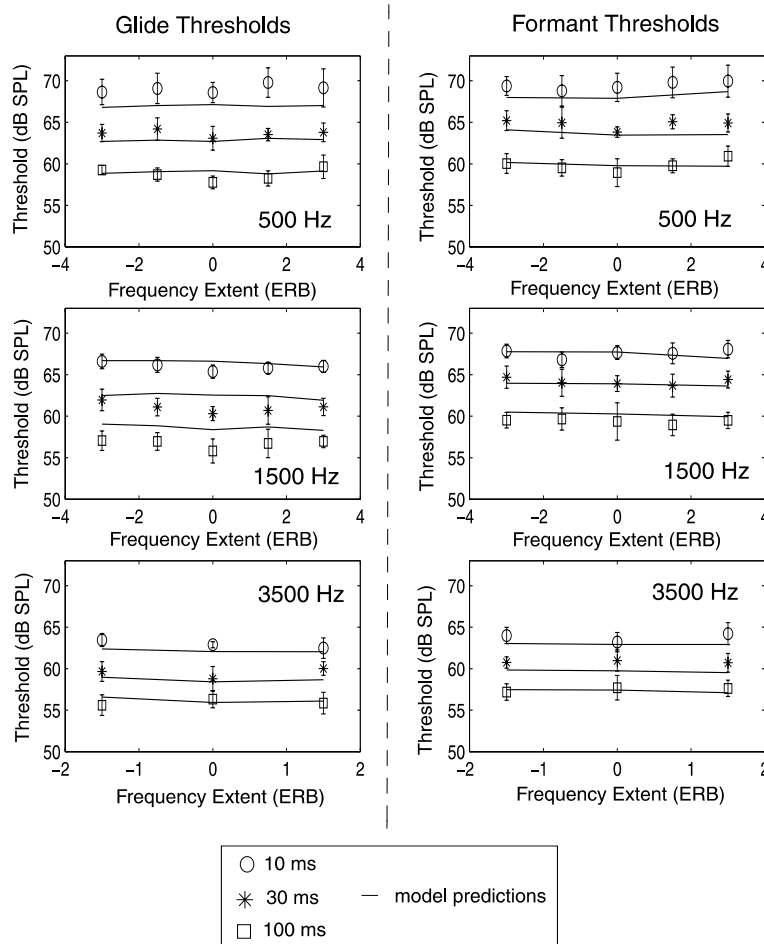 Glide Thresholds
Formant Thresholds
Threshold (dB SPL)
70
65
60
55
50
500 Hz
−4 −2 0 2 4
Frequency Extent (ERB)
Threshold (dB SPL)
70
65
60
55
50
500 Hz
−4 −2 0 2 4
Frequency Extent (ERB)
Threshold (dB SPL)
70
65
60
55
50
1500 Hz
−4 −2 0 2 4
Frequency Extent (ERB)
Threshold (dB SPL)
70
65
60
55
50
1500 Hz
−4 −2 0 2 4
Frequency Extent (ERB)
Threshold (dB SPL)
70
65
60
55
50
3500 Hz
−2 −1 0 1 2
Frequency Extent (ERB)
Threshold (dB SPL)
70
65
60
55
50
3500 Hz
−2 −1 0 1 2
Frequency Extent (ERB)
10 ms
30 ms
model predictions
100 ms